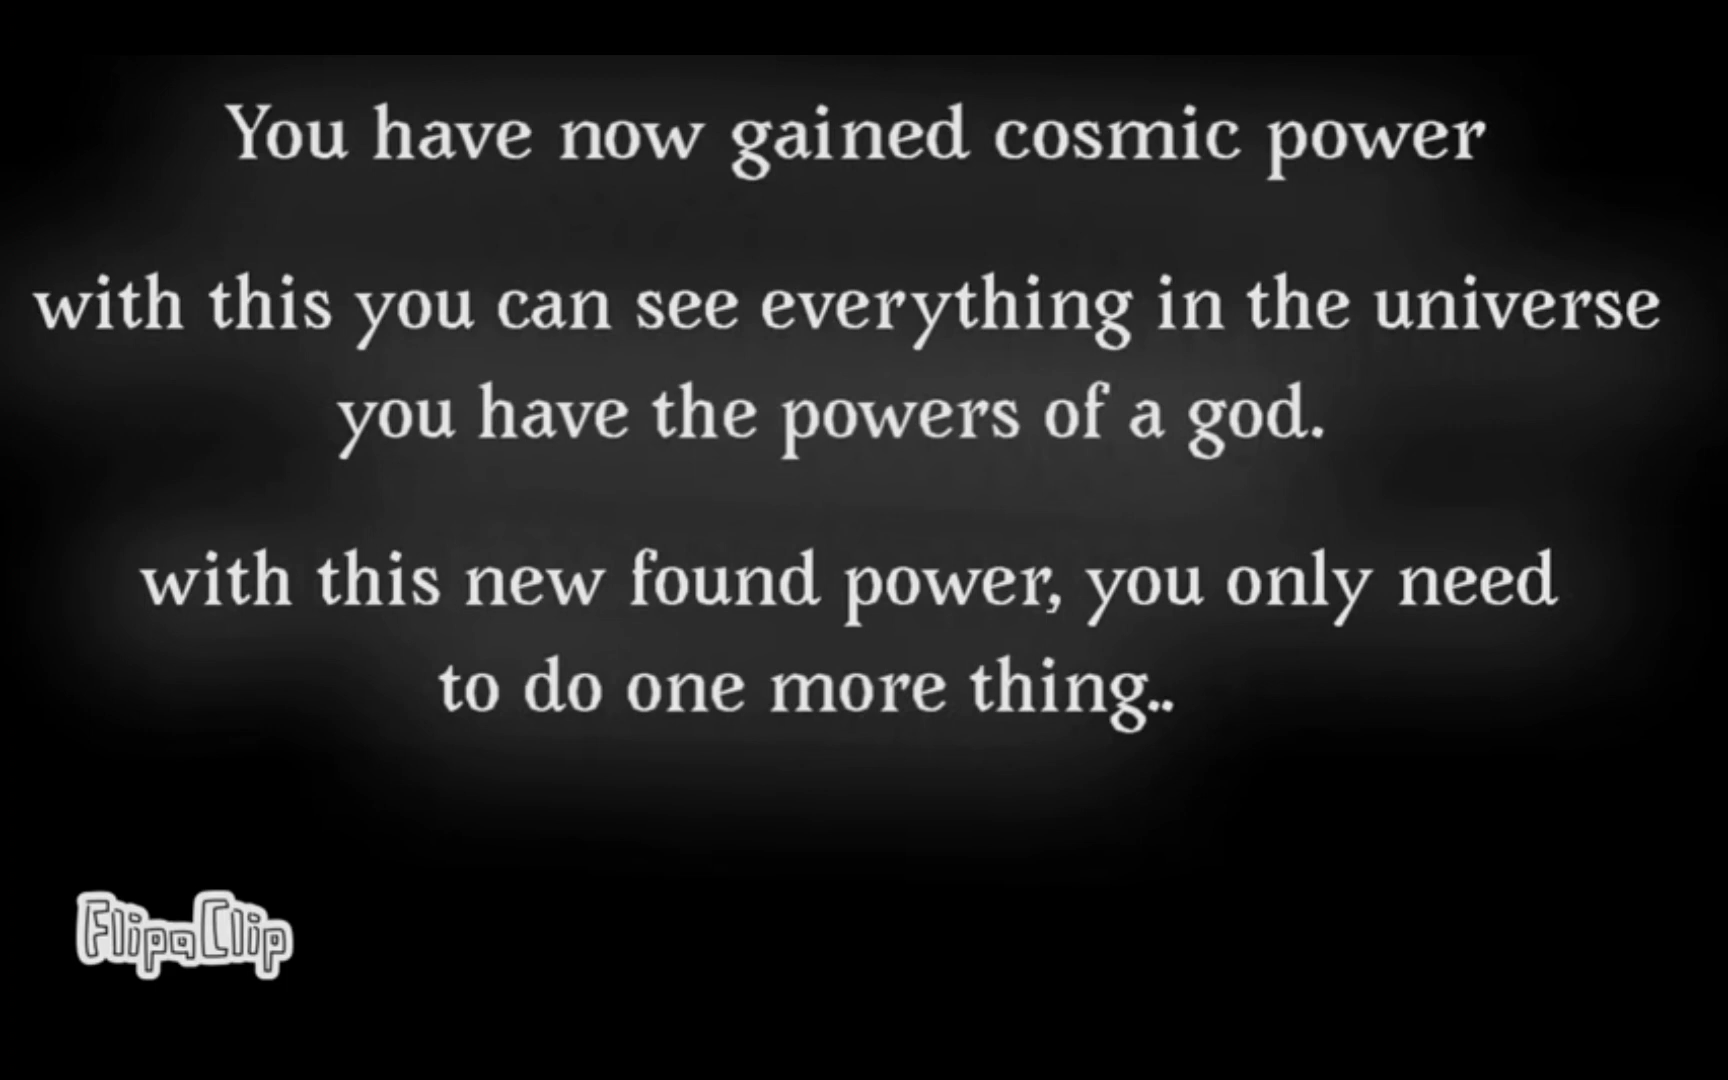 You have now gained cosmic power
with this you can see everything in the universe
you have the powers of a god.
with this new found power, you only need
to do one more thing..
FlipaClip